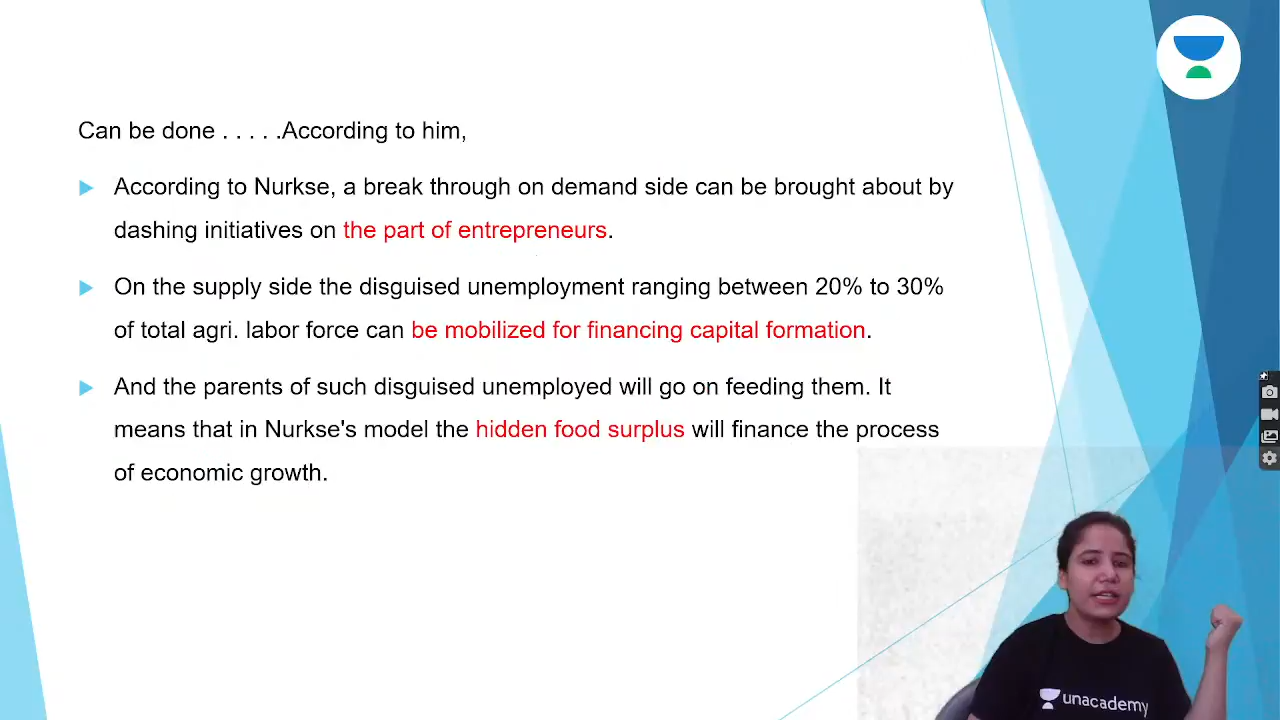 Can be done . . . . .According to him,
According to Nurkse, a break through on demand side can be brought about by
dashing initiatives on the part of entrepreneurs.
On the supply side the disguised unemployment ranging between 20% to 30%
of total agri. labor force can be mobilized for financing capital formation.
And the parents of such disguised unemployed will go on feeding them. It
means that in Nurkse's model the hidden food surplus will finance the process
of economic growth.
unacademy